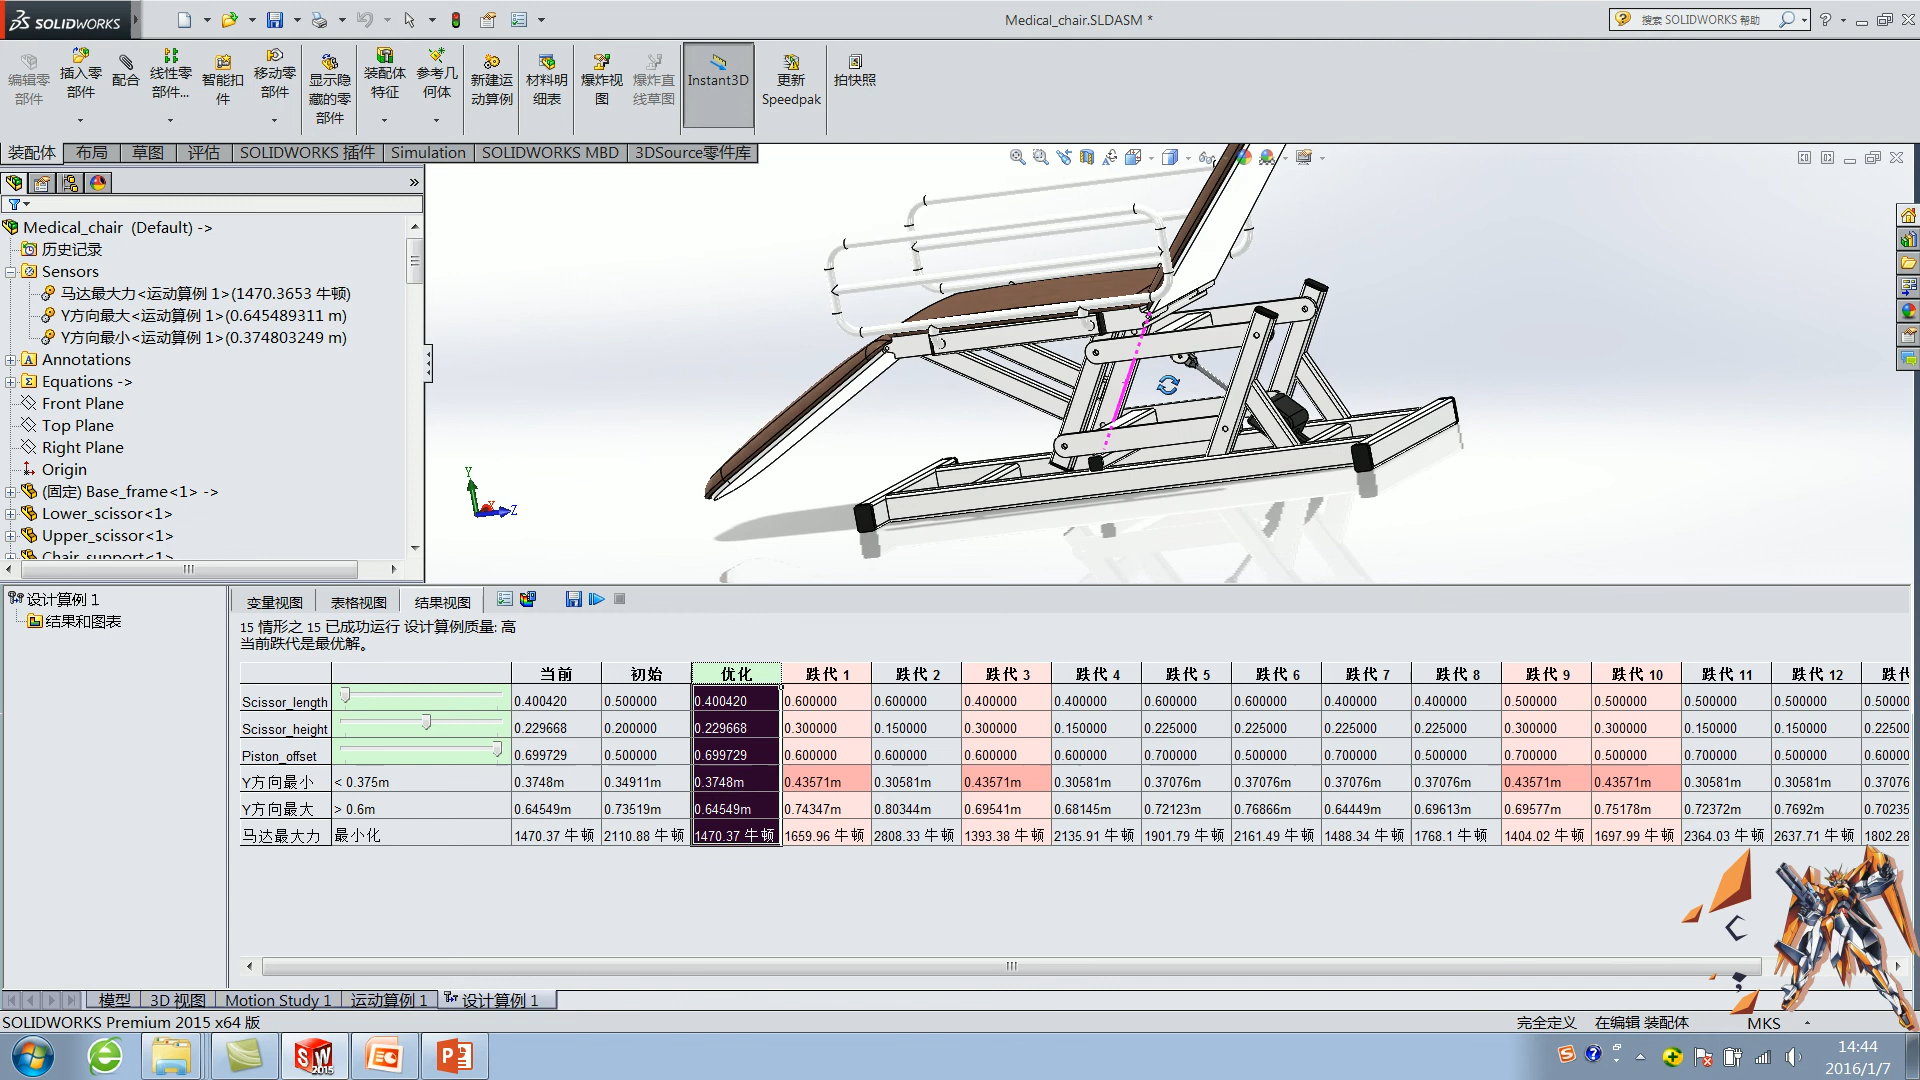 SOLIDWORKS
Medical_chair.SLDASM *
搜索 SOLIDWORKS 帮助
编辑零部件
插入零部件
配合
线性零部件...
智能扣件
移动零部件
显示隐藏的零部件
装配体特征
参考几何体
新建运动算例
材料明细表
爆炸视图
爆炸直线草图
Instant3D
更新 Speedpak
拍快照
装配体 布局 草图 评估 SOLIDWORKS 插件 Simulation SOLIDWORKS MBD 3DSource零件库
Medical_chair (Default) ->
历史记录
Sensors
马达最大力<运动算例 1>(1470.3653 牛顿)
Y方向最大<运动算例 1>(0.645489311 m)
Y方向最小<运动算例 1>(0.374803249 m)
Annotations
Equations ->
Front Plane
Top Plane
Right Plane
Origin
(固定) Base_frame<1> ->
Lower_scissor<1>
Upper_scissor<1>
Chair_support<1>
Y
Z
设计算例 1
结果和图表
变量视图 表格视图 结果视图
15 情形之 15 已成功运行 设计算例质量: 高
当前跌代是最优解。
当前 初始 优化 跌代 1 跌代 2 跌代 3 跌代 4 跌代 5 跌代 6 跌代 7 跌代 8 跌代 9 跌代 10 跌代 11 跌代 12 跌代
Scissor_length 0.400420 0.500000 0.400420 0.600000 0.600000 0.400000 0.400000 0.600000 0.600000 0.400000 0.400000 0.500000 0.500000 0.500000 0.500000 0.50000
Scissor_height 0.229668 0.200000 0.229668 0.300000 0.150000 0.300000 0.150000 0.225000 0.225000 0.225000 0.225000 0.300000 0.300000 0.150000 0.150000 0.22500
Piston_offset 0.699729 0.500000 0.699729 0.600000 0.600000 0.600000 0.600000 0.700000 0.500000 0.700000 0.500000 0.700000 0.500000 0.700000 0.500000 0.60000
Y方向最小 < 0.375m 0.3748m 0.34911m 0.3748m 0.43571m 0.30581m 0.43571m 0.30581m 0.37076m 0.37076m 0.37076m 0.37076m 0.43571m 0.43571m 0.30581m 0.30581m 0.37076
Y方向最大 > 0.6m 0.64549m 0.73519m 0.64549m 0.74347m 0.80344m 0.69541m 0.68145m 0.72123m 0.76866m 0.64449m 0.69613m 0.69577m 0.75178m 0.72372m 0.7692m 0.70235
马达最大力 最小化 1470.37 牛顿 2110.88 牛顿 1470.37 牛顿 1659.96 牛顿 2808.33 牛顿 1393.38 牛顿 2135.91 牛顿 1901.79 牛顿 2161.49 牛顿 1488.34 牛顿 1768.1 牛顿 1404.02 牛顿 1697.99 牛顿 2364.03 牛顿 2637.71 牛顿 1802.28
模型 3D 视图 Motion Study 1 运动算例 1 设计算例 1
SOLIDWORKS Premium 2015 x64 版
完全定义 在编辑 装配体 MKS
14:44
2016/1/7